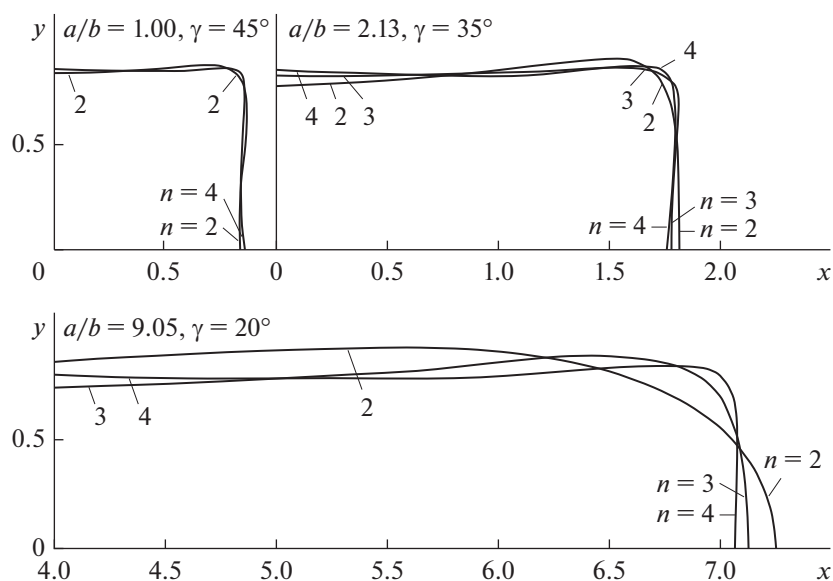 y a/b = 1.00, γ = 45° a/b = 2.13, γ = 35°
4
2 2 4 2 3 3
2
0.5
n = 4 n = 3
n = 2 n = 4 n = 2
0 0.5 0 0.5 1.0 1.5 2.0 x
y a/b = 9.05, γ = 20°
3 4 2
0.5
n = 2
n = 3
n = 4
0
4.0 4.5 5.0 5.5 6.0 6.5 7.0 x